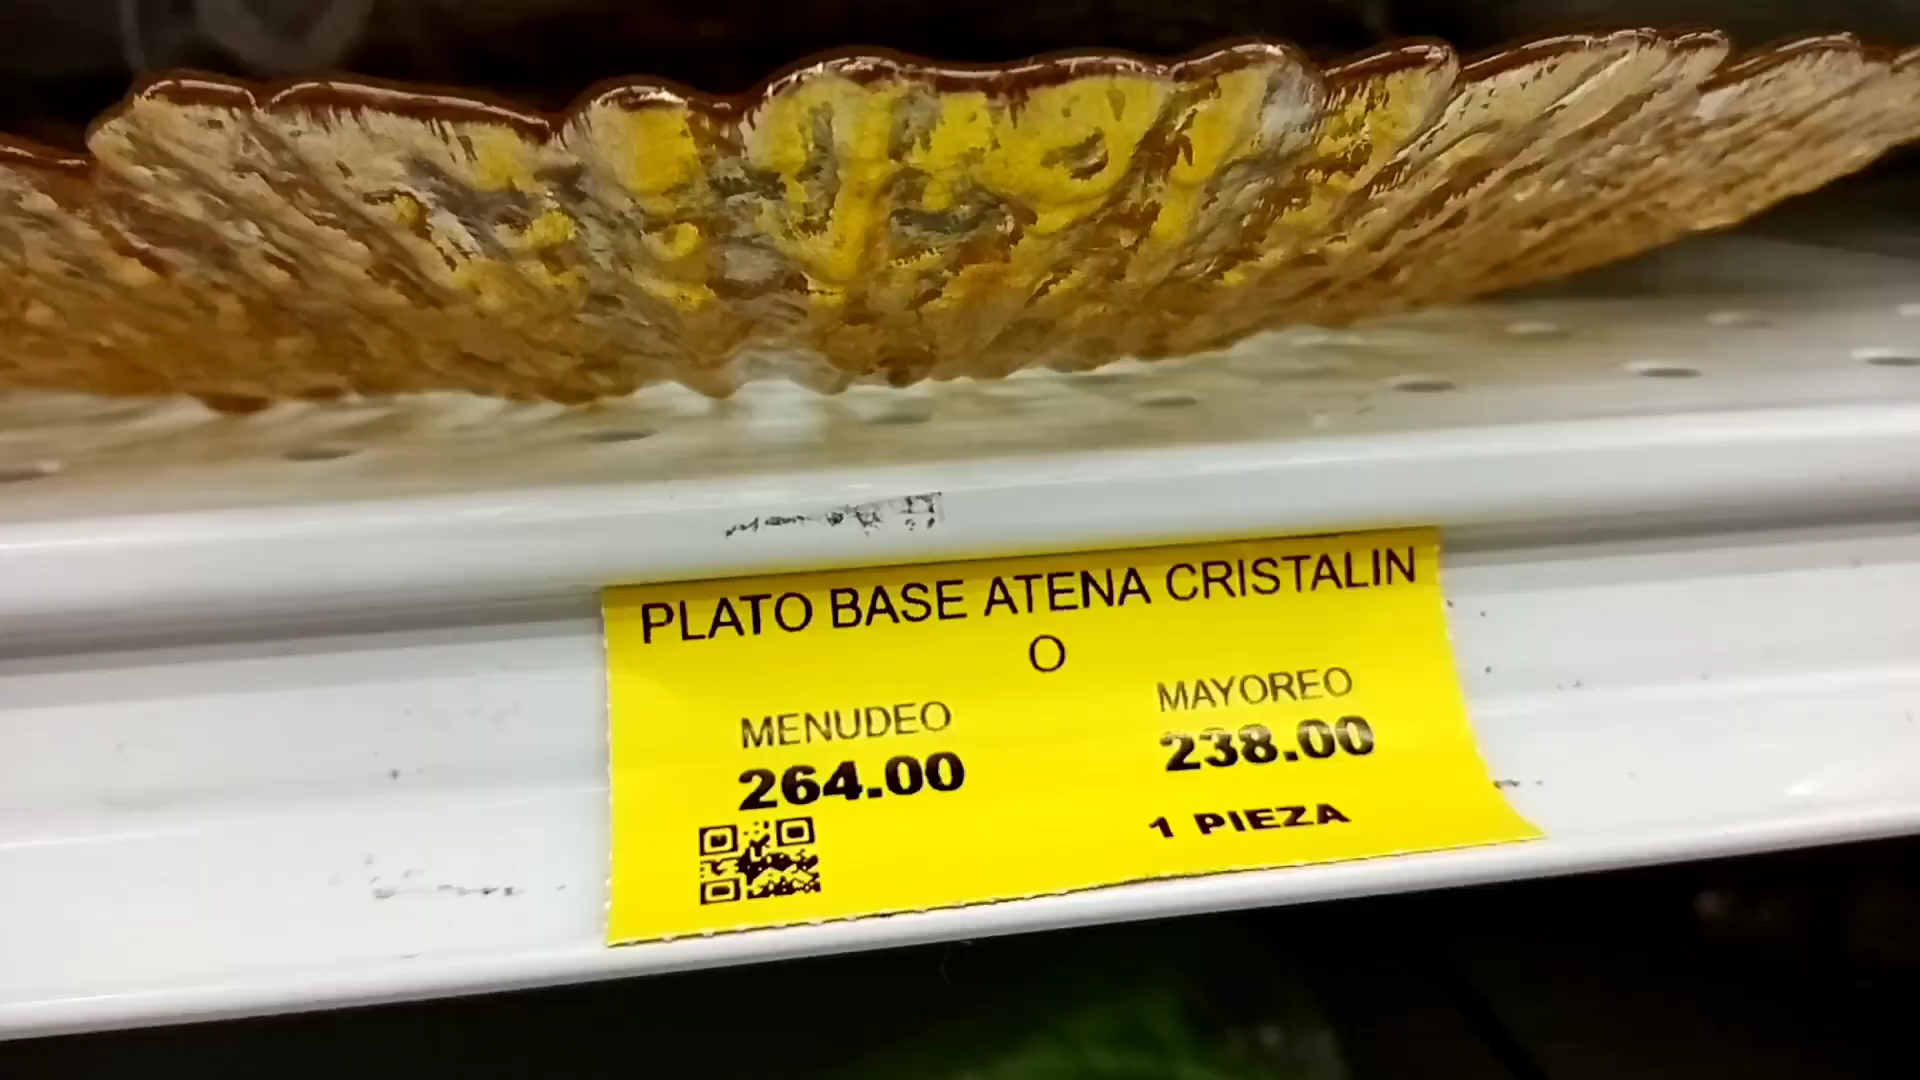 PLATO BASE ATENA CRISTALIN
O
MENUDEO
264.00
MAYOREO
238.00
1 PIEZA